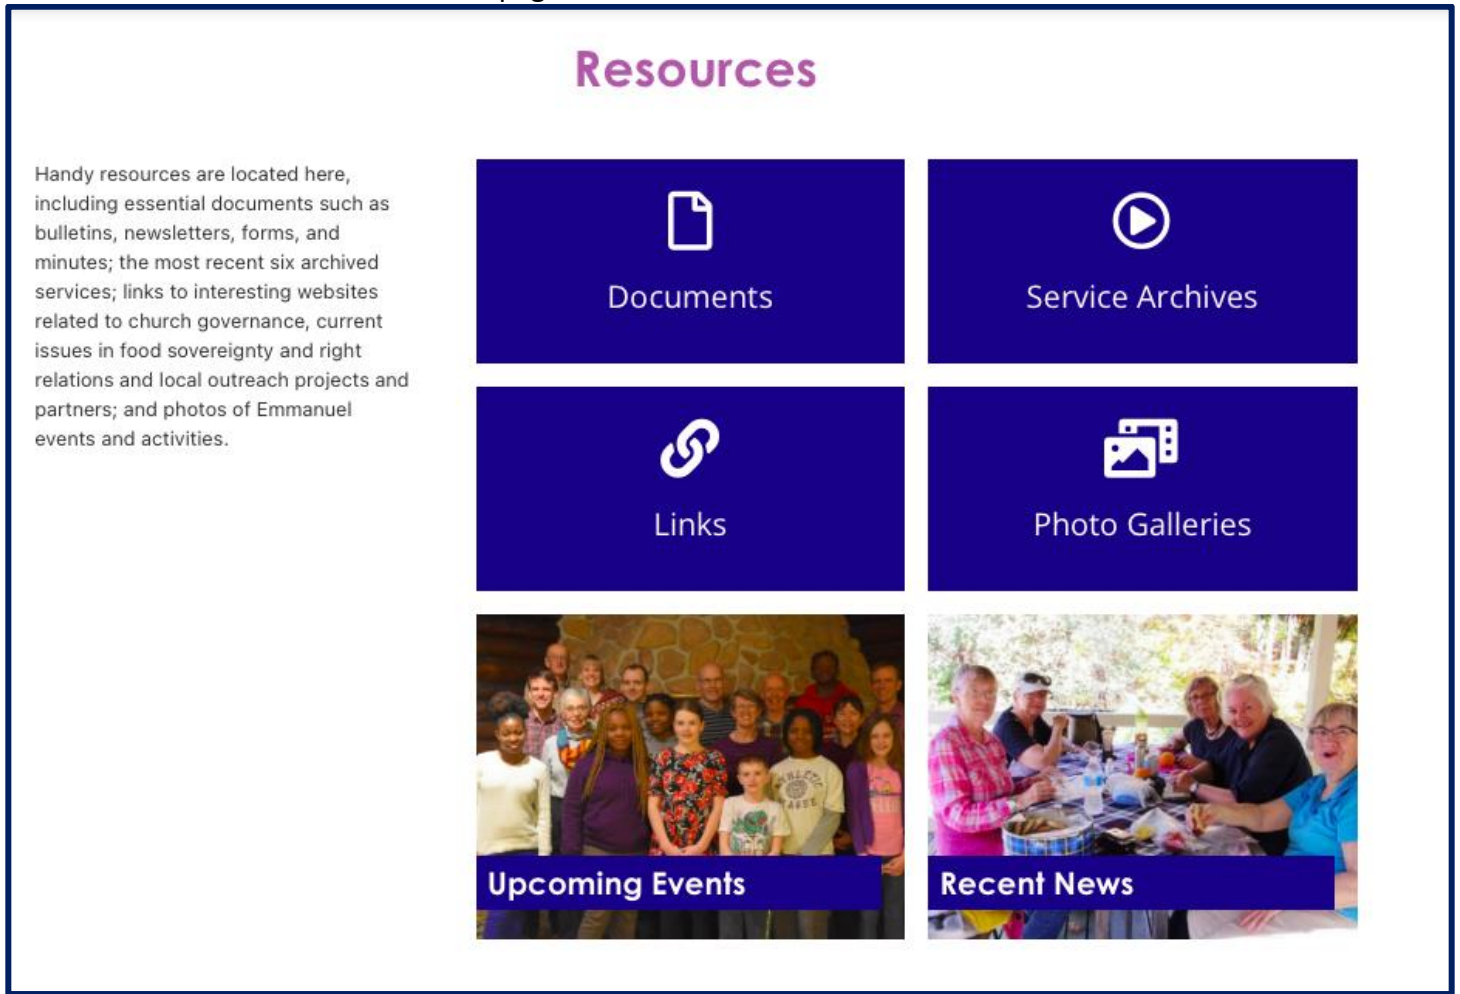 Resources
Handy resources are located here,
including essential documents such as
bulletins, newsletters, forms, and
minutes; the most recent six archived
services; links to interesting websites
related to church governance, current
issues in food sovereignty and right
relations and local outreach projects and
partners; and photos of Emmanuel
events and activities.
Documents
Service Archives
Links
Photo Galleries
Upcoming Events
Recent News